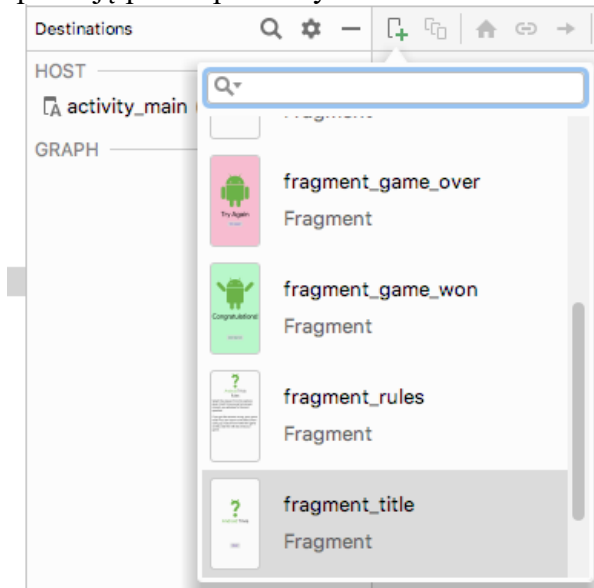 Destinations
HOST
activity_main
GRAPH
Fragment
fragment_game_over
Fragment
Try Again
fragment_game_won
Fragment
Congratulations!
fragment_rules
Fragment
fragment_title
Fragment